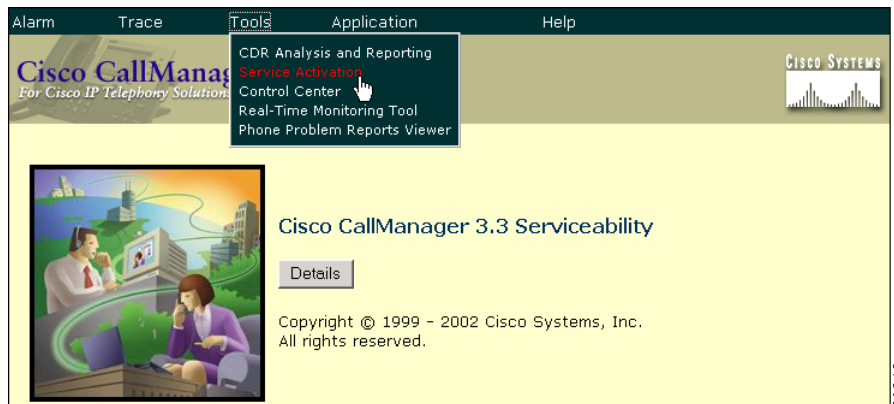 Alarm Trace Tools Application Help
CDR Analysis and Reporting
Service Activation
Control Center
Real-Time Monitoring Tool
Phone Problem Reports Viewer
Cisco CallManag
For Cisco IP Telephony Solution
CISCO SYSTEMS
Cisco CallManager 3.3 Serviceability
Details
Copyright © 1999 - 2002 Cisco Systems, Inc.
All rights reserved.